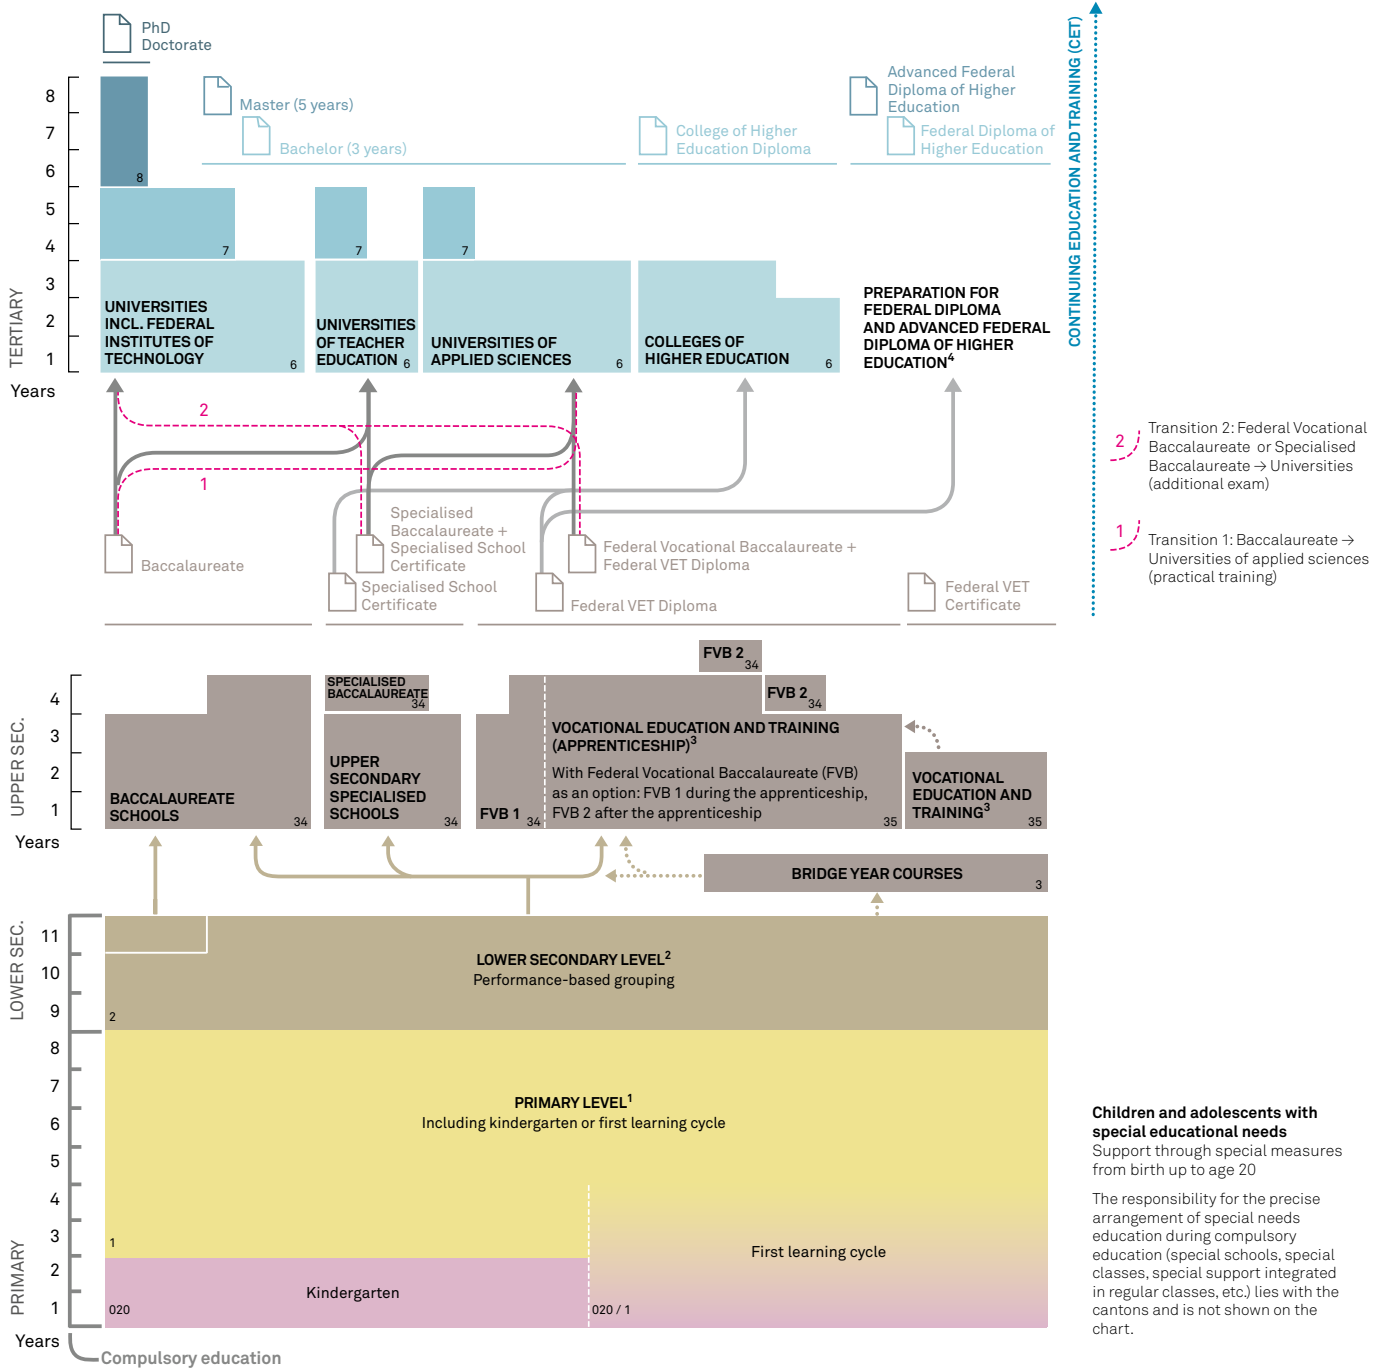 PhD
Doctorate
CONTINUING EDUCATION AND TRAINING (CET)
8
7
6
5
4
3
2
1
TERTIARY
Years
Master (5 years)
Bachelor (3 years)
College of Higher
Education Diploma
Advanced Federal
Diploma of Higher
Education
Federal Diploma of
Higher Education
8
7
7
7
UNIVERSITIES
INCL. FEDERAL
INSTITUTES OF
TECHNOLOGY
6
UNIVERSITIES
OF TEACHER
EDUCATION 6
UNIVERSITIES OF
APPLIED SCIENCES
6
COLLEGES OF
HIGHER EDUCATION
6
PREPARATION FOR
FEDERAL DIPLOMA
AND ADVANCED FEDERAL
DIPLOMA OF HIGHER
EDUCATION4
2
1
2
Transition 2: Federal Vocational
Baccalaureate or Specialised
Baccalaureate → Universities
(additional exam)
1
Transition 1: Baccalaureate →
Universities of applied sciences
(practical training)
Baccalaureate
Specialised
Baccalaureate +
Specialised School
Certificate
Specialised School
Certificate
Federal Vocational Baccalaureate +
Federal VET Diploma
Federal VET Diploma
Federal VET
Certificate
4
3
2
1
UPPER SEC.
Years
BACCALAUREATE
SCHOOLS
34
SPECIALISED
BACCALAUREATE
34
UPPER
SECONDARY
SPECIALISED
SCHOOLS
34
FVB 1 34
FVB 2
34
FVB 2
34
VOCATIONAL EDUCATION AND TRAINING
(APPRENTICESHIP)3
With Federal Vocational Baccalaureate (FVB)
as an option: FVB 1 during the apprenticeship,
FVB 2 after the apprenticeship
35
VOCATIONAL
EDUCATION AND
TRAINING3
35
BRIDGE YEAR COURSES
3
11
10
9
LOWER SEC.
LOWER SECONDARY LEVEL2
Performance-based grouping
2
8
7
6
5
4
3
2
1
PRIMARY
Years
PRIMARY LEVEL1
Including kindergarten or first learning cycle
1
First learning cycle
Kindergarten
020
020 / 1
Compulsory education
Children and adolescents with
special educational needs
Support through special measures
from birth up to age 20
The responsibility for the precise
arrangement of special needs
education during compulsory
education (special schools, special
classes, special support integrated
in regular classes, etc.) lies with the
cantons and is not shown on the
chart.